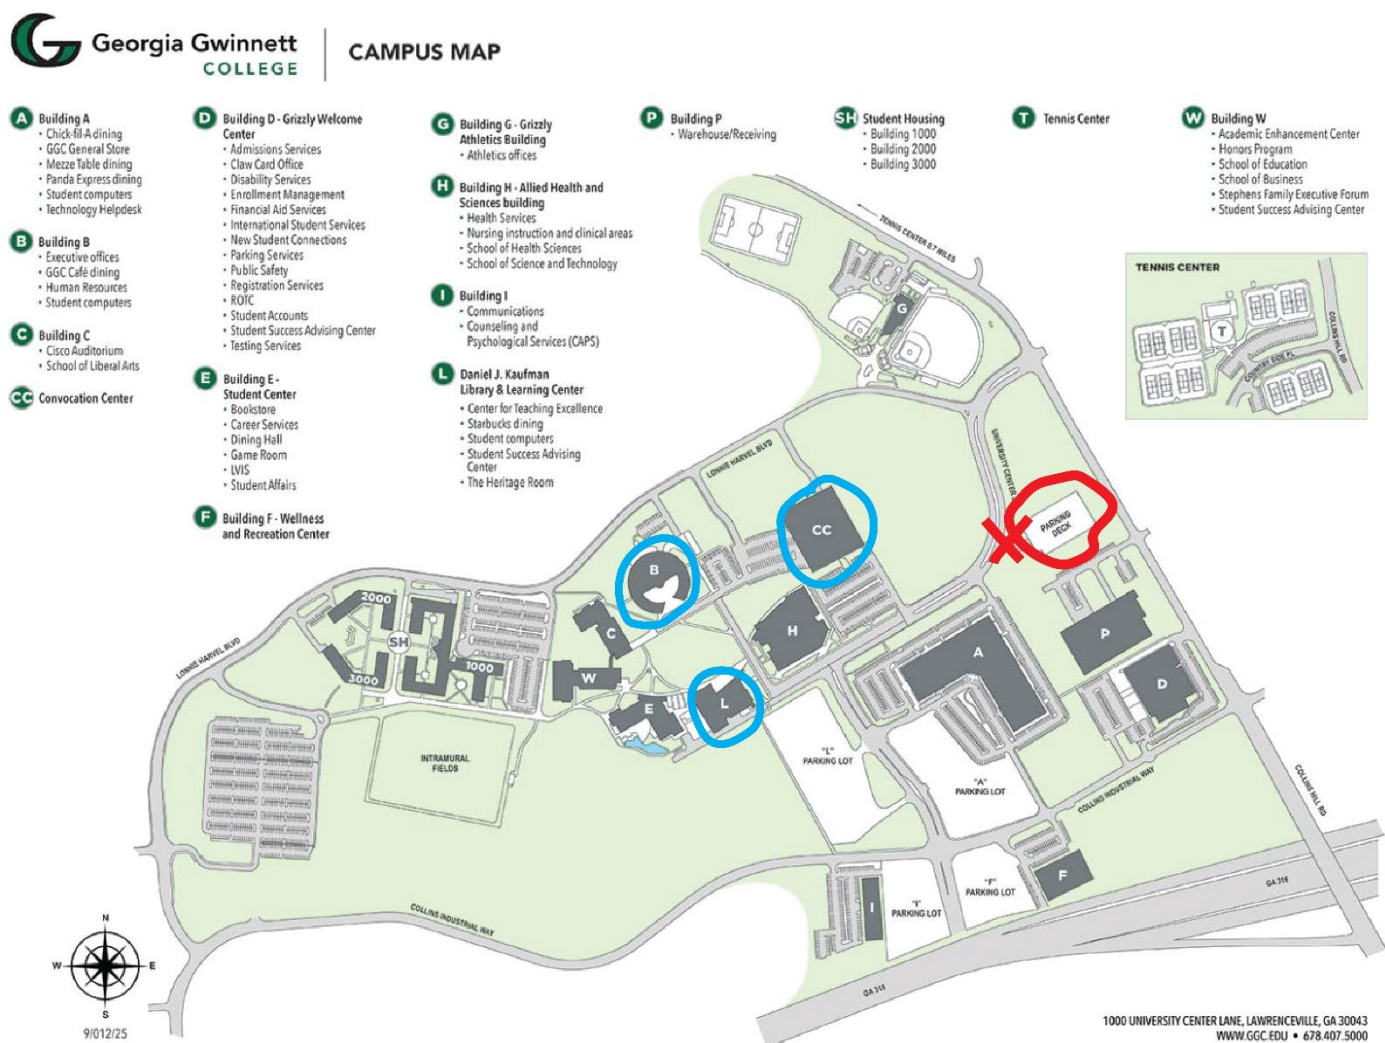 Georgia Gwinnett
COLLEGE
CAMPUS MAP
A Building A
• Chick-fil-A dining
• GGC General Store
• Mezze Table dining
• Panda Express dining
• Student computers
• Technology Helpdesk
B Building B
• Executive offices
• GGC Café dining
• Human Resources
• Student computers
C Building C
• Cisco Auditorium
• School of Liberal Arts
CC Convocation Center
D Building D - Grizzly Welcome
Center
• Admissions Services
• Claw Card Office
• Disability Services
• Enrollment Management
• Financial Aid Services
• International Student Services
• New Student Connections
• Parking Services
• Public Safety
• Registration Services
• ROTC
• Student Accounts
• Student Success Advising Center
• Testing Services
E Building E -
Student Center
• Bookstore
• Career Services
• Dining Hall
• Game Room
• LVIS
• Student Affairs
F Building F - Wellness
and Recreation Center
G Building G - Grizzly
Athletics Building
• Athletics offices
H Building H - Allied Health and
Sciences building
• Health Services
• Nursing instruction and clinical areas
• School of Health Sciences
• School of Science and Technology
I Building I
• Communications
• Counseling and
Psychological Services (CAPS)
L Daniel J. Kaufman
Library & Learning Center
• Center for Teaching Excellence
• Starbucks dining
• Student computers
• Student Success Advising
Center
• The Heritage Room
P Building P
• Warehouse/Receiving
SH Student Housing
• Building 1000
• Building 2000
• Building 3000
T Tennis Center
W Building W
• Academic Enhancement Center
• Honors Program
• School of Education
• School of Business
• Stephens Family Executive Forum
• Student Success Advising Center
TENNIS CENTER 0.7 MILES
TENNIS CENTER
T
COLLINS HILL RD
COUNTRY SIDE PL
G
LONNIE HARVEL BLVD
UNIVERSITY CENTER
PARKING
DECK
CC
B
H
C
W
L
E
A
P
D
2000
SH
1000
3000
LONNIE HARVEL BLVD
INTRAMURAL
FIELDS
"L"
PARKING LOT
"A"
PARKING LOT
COLLINS INDUSTRIAL WAY
COLLINS HILL RD
F
"F"
PARKING LOT
I
"I"
PARKING LOT
GA 316
GA 316
COLLINS INDUSTRIAL WAY
N
W E
S
9/012/25
1000 UNIVERSITY CENTER LANE, LAWRENCEVILLE, GA 30043
WWW.GGC.EDU • 678.407.5000